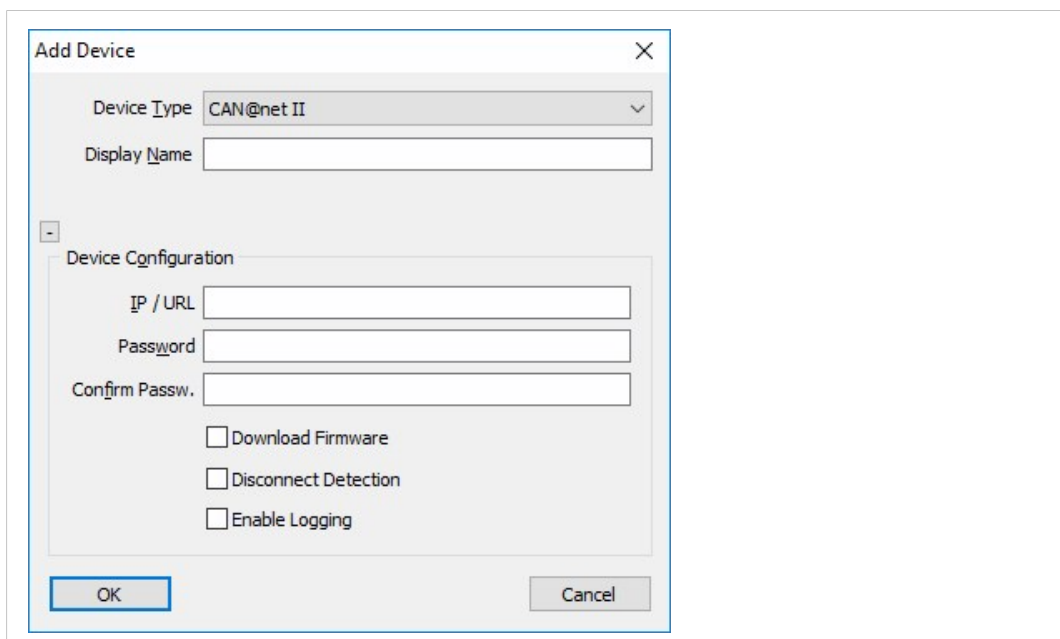 Add Device
Device Type CAN@net II
Display Name
-
Device Configuration
IP / URL
Password
Confirm Passw.
Download Firmware
Disconnect Detection
Enable Logging
OK Cancel